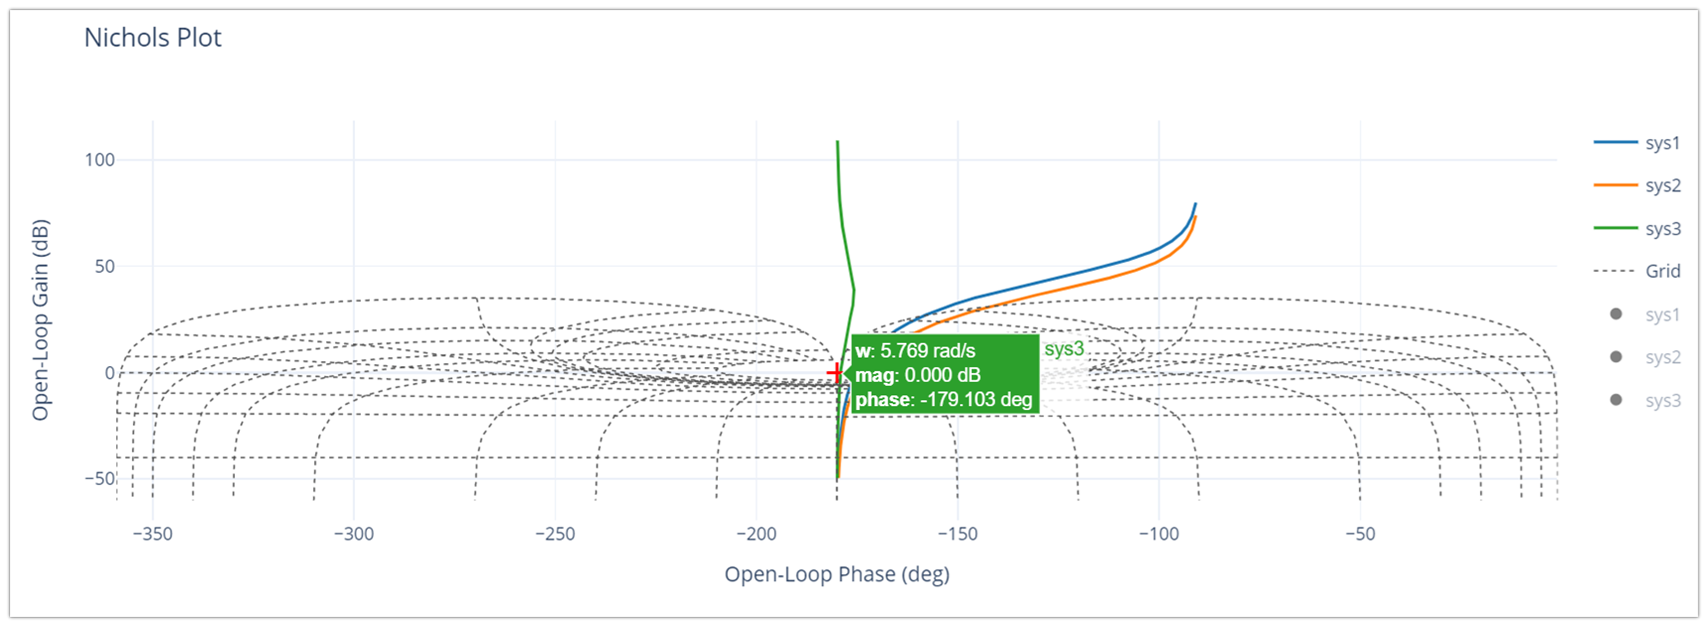 Nichols Plot
Open-Loop Gain (dB)
100
50
0
−50
w: 5.769 rad/s
mag: 0.000 dB
phase: -179.103 deg
sys3
−350
−300
−250
−200
−150
−100
−50
Open-Loop Phase (deg)
sys1
sys2
sys3
Grid
sys1
sys2
sys3